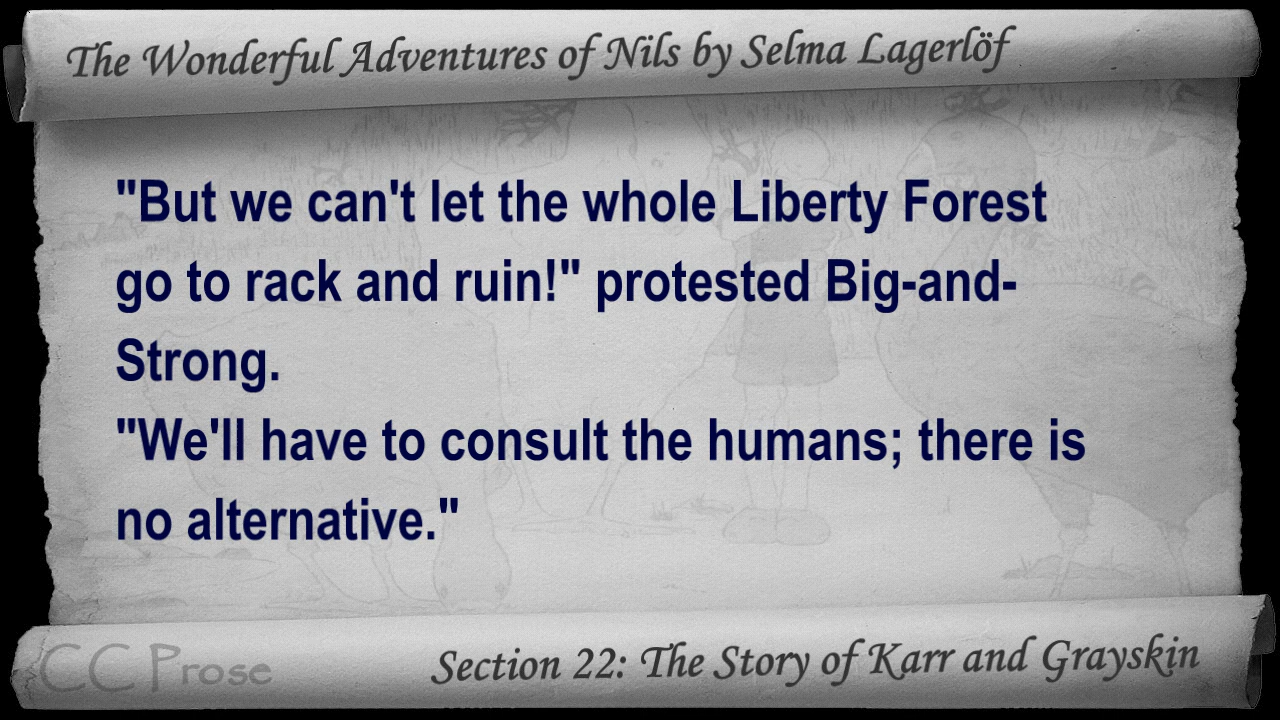 The Wonderful Adventures of Nils by Selma Lagerlöf
"But we can't let the whole Liberty Forest
go to rack and ruin!" protested Big-and-
Strong.
"We'll have to consult the humans; there is
no alternative."
CC Prose
Section 22: The Story of Karr and Grayskin